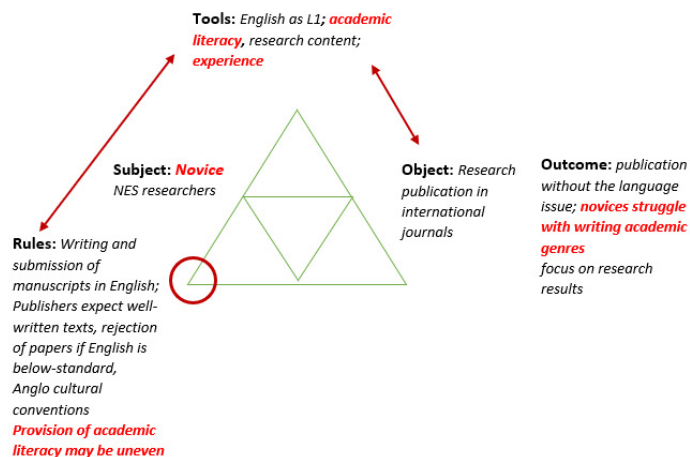 Tools: English as L1; academic
literacy, research content;
experience
Subject: Novice
NES researchers
Object: Research
publication in
international
journals
Outcome: publication
without the language
issue; novices struggle
with writing academic
genres
focus on research
results
Rules: Writing and
submission of
manuscripts in English;
Publishers expect well-
written texts, rejection
of papers if English is
below-standard,
Anglo cultural
conventions
Provision of academic
literacy may be uneven